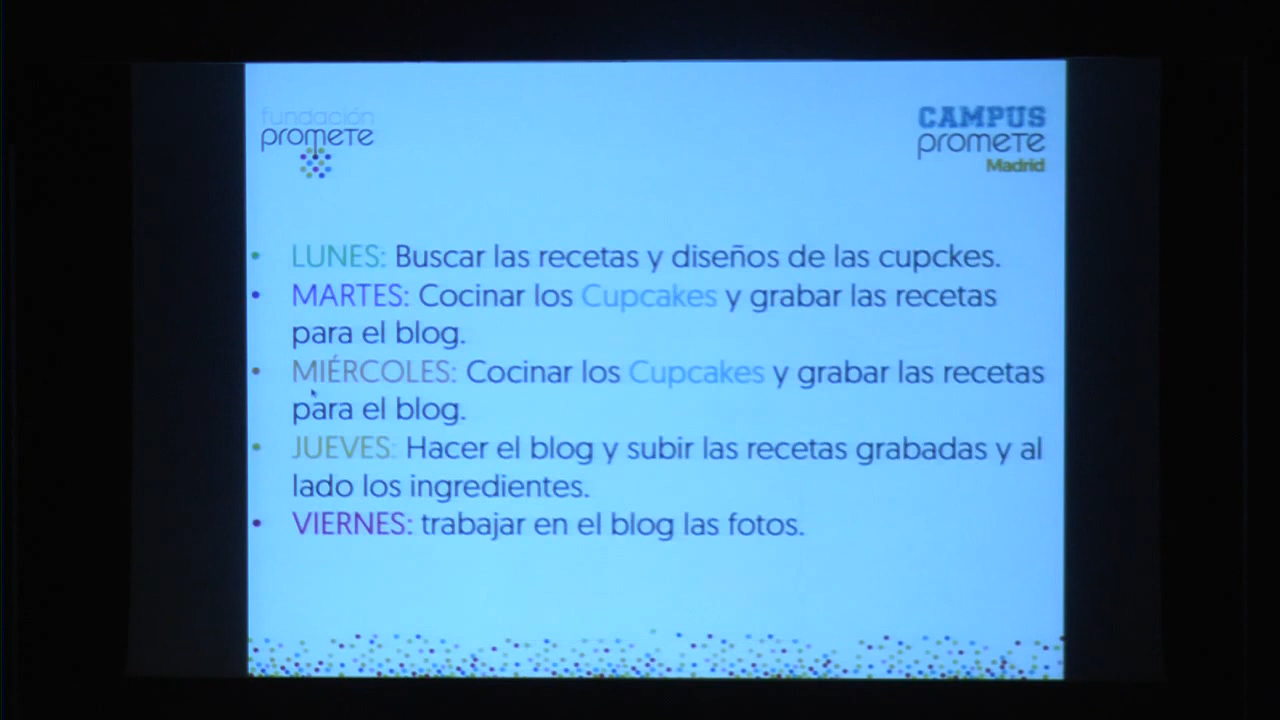 fundación
promete
CAMPUS
promete
Madrid
• LUNES: Buscar las recetas y diseños de las cupckes.
• MARTES: Cocinar los Cupcakes y grabar las recetas
para el blog.
• MIÉRCOLES: Cocinar los Cupcakes y grabar las recetas
para el blog.
• JUEVES: Hacer el blog y subir las recetas grabadas y al
lado los ingredientes.
• VIERNES: trabajar en el blog las fotos.